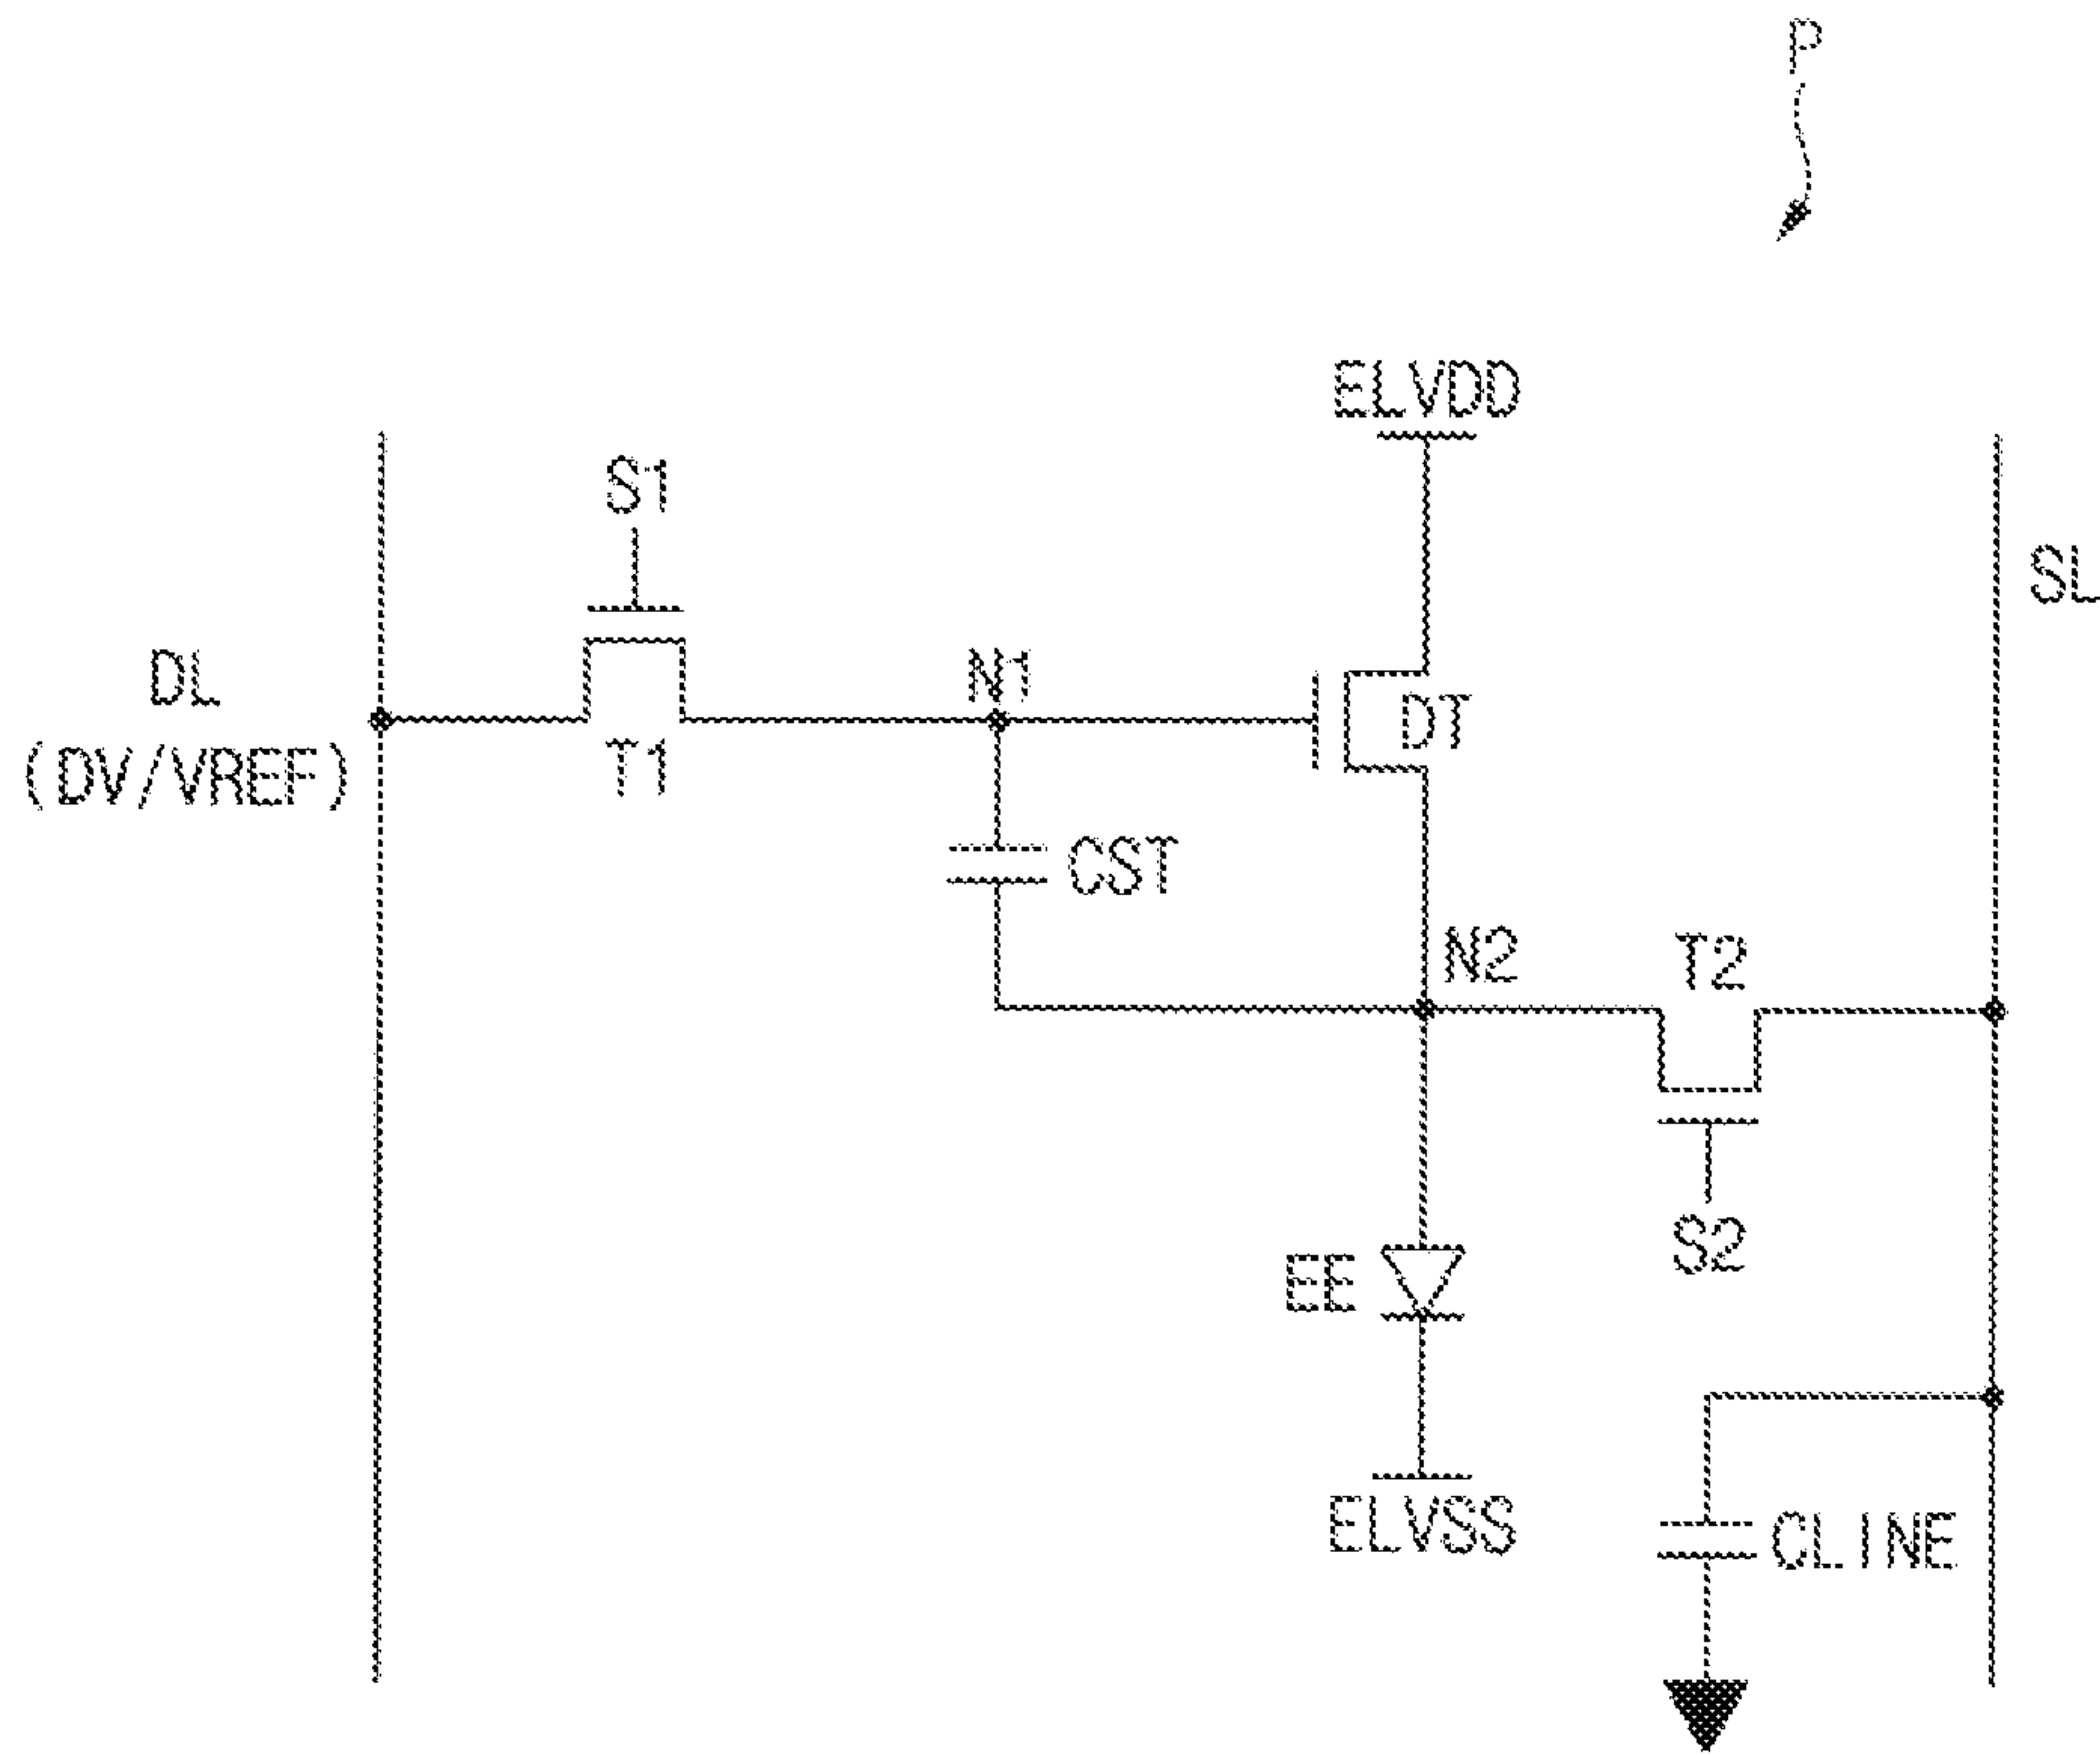 P
ELVDD
S1
SL
DL
N1
DT
(DV/VREF)
T1
CST
N2
T2
S2
EE
ELVSS
CLINE